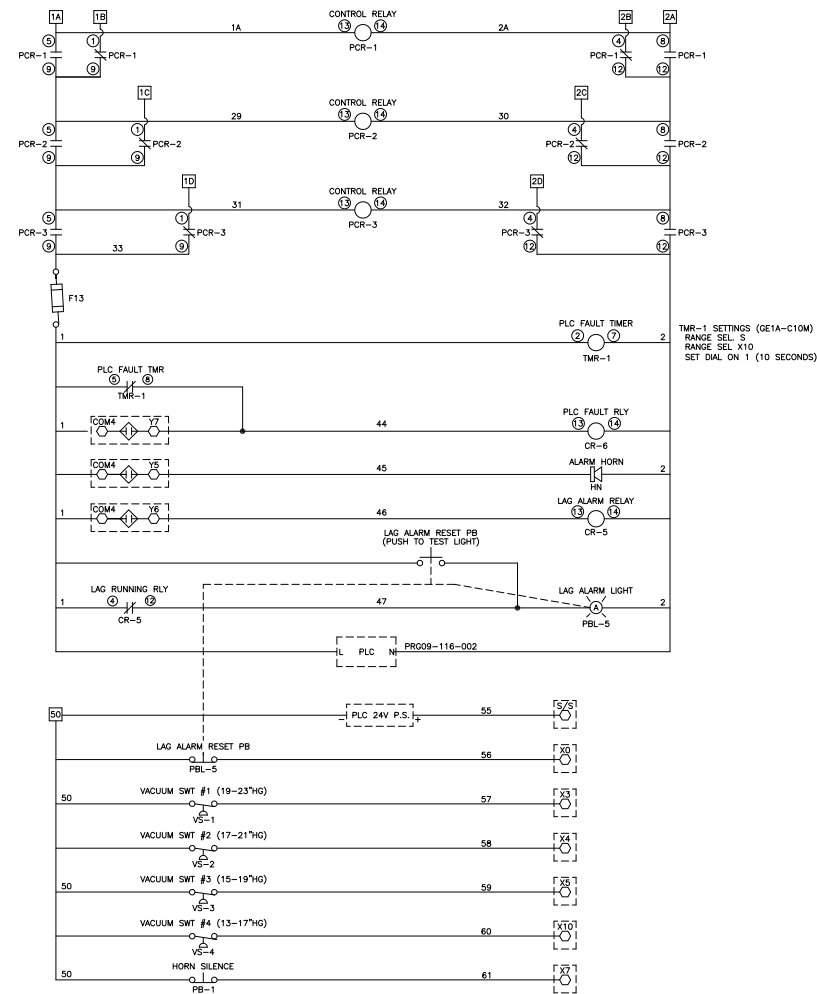 1A 1B 2B 2A
CONTROL RELAY
1A 13 14 2A
PCR-1
5 1 4 8
PCR-1 PCR-1 PCR-1 PCR-1
9 9 12 12
1C 2C
CONTROL RELAY
29 13 14 30
PCR-2
5 1 4 8
PCR-2 PCR-2 PCR-2 PCR-2
9 9 12 12
1D 2D
CONTROL RELAY
31 13 14 32
PCR-3
5 1 4 8
PCR-3 PCR-3 PCR-3 PCR-3
9 9 12 12
33
F13
PLC FAULT TIMER
1 2 7 2
TMR-1
TMR-1 SETTINGS (GE1A-C10M)
RANGE SEL. S
RANGE SEL X10
SET DIAL ON 1 (10 SECONDS)
PLC FAULT TMR
5 8
TMR-1
PLC FAULT RLY
1 COM4 Y7 44 13 14
CR-6
ALARM HORN
1 COM4 Y5 45 2
HN
LAG ALARM RELAY
1 COM4 Y6 46 13 14 2
CR-5
LAG ALARM RESET PB
(PUSH TO TEST LIGHT)
LAG RUNNING RLY LAG ALARM LIGHT
1 4 12 47 A 2
CR-5 PBL-5
L PLC N PRG09-116-002
50 - PLC 24V P.S. + 55 S/S
LAG ALARM RESET PB
56 X0
PBL-5
VACUUM SWT #1 (19-23"HG)
50 57 X3
VS-1
VACUUM SWT #2 (17-21"HG)
58 X4
VS-2
VACUUM SWT #3 (15-19"HG)
50 59 X5
VS-3
VACUUM SWT #4 (13-17"HG)
60 X10
VS-4
HORN SILENCE
50 61 X7
PB-1